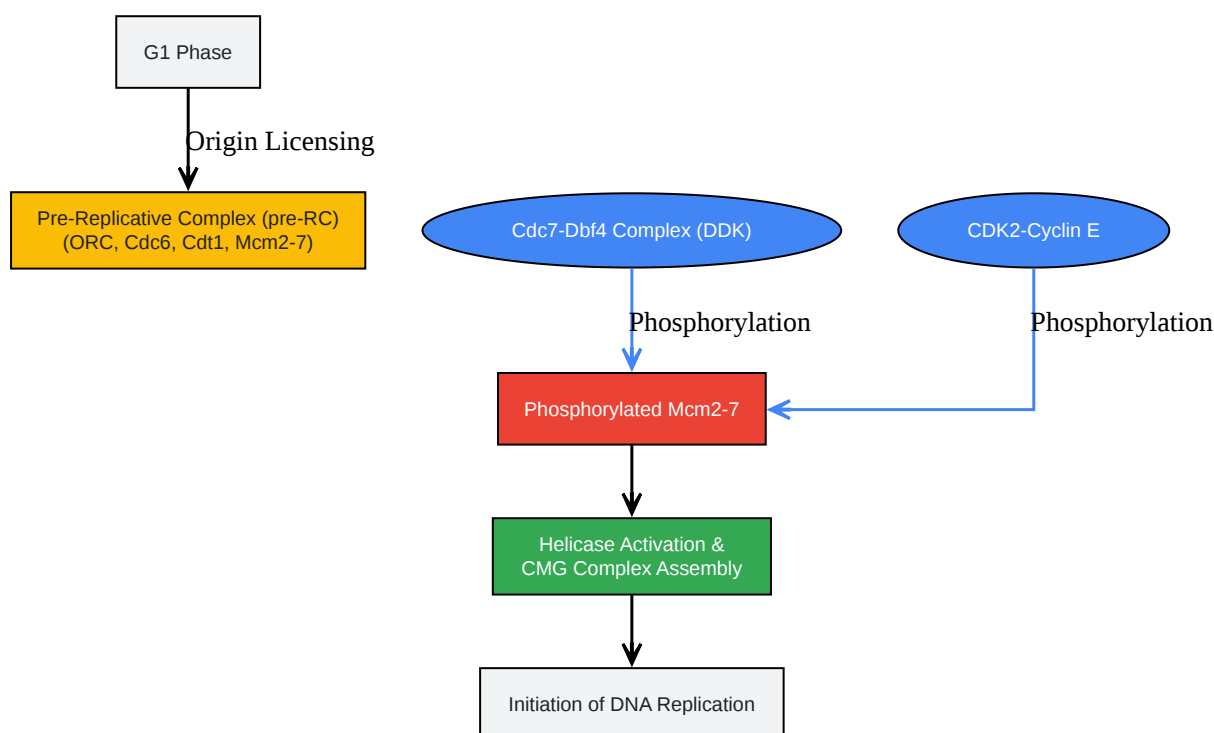 G1 Phase
Origin Licensing
Pre-Replicative Complex (pre-RC)
(ORC, Cdc6, Cdt1, Mcm2-7)
Cdc7-Dbf4 Complex (DDK)
CDK2-Cyclin E
Phosphorylation
Phosphorylation
Phosphorylated Mcm2-7
Helicase Activation &
CMG Complex Assembly
Initiation of DNA Replication